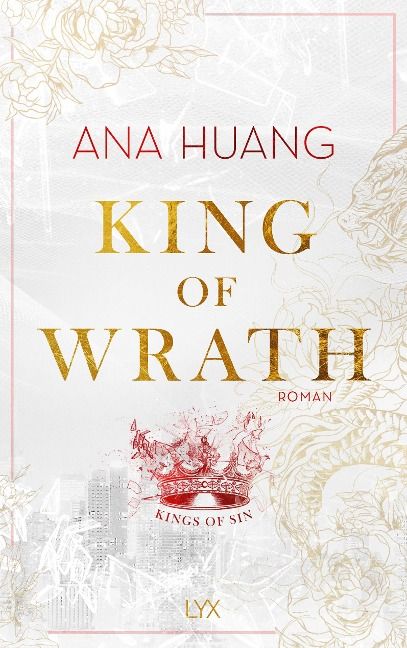 ANA HUANG
KING
OF
WRATH
ROMAN
KINGS OF SIN
LYX